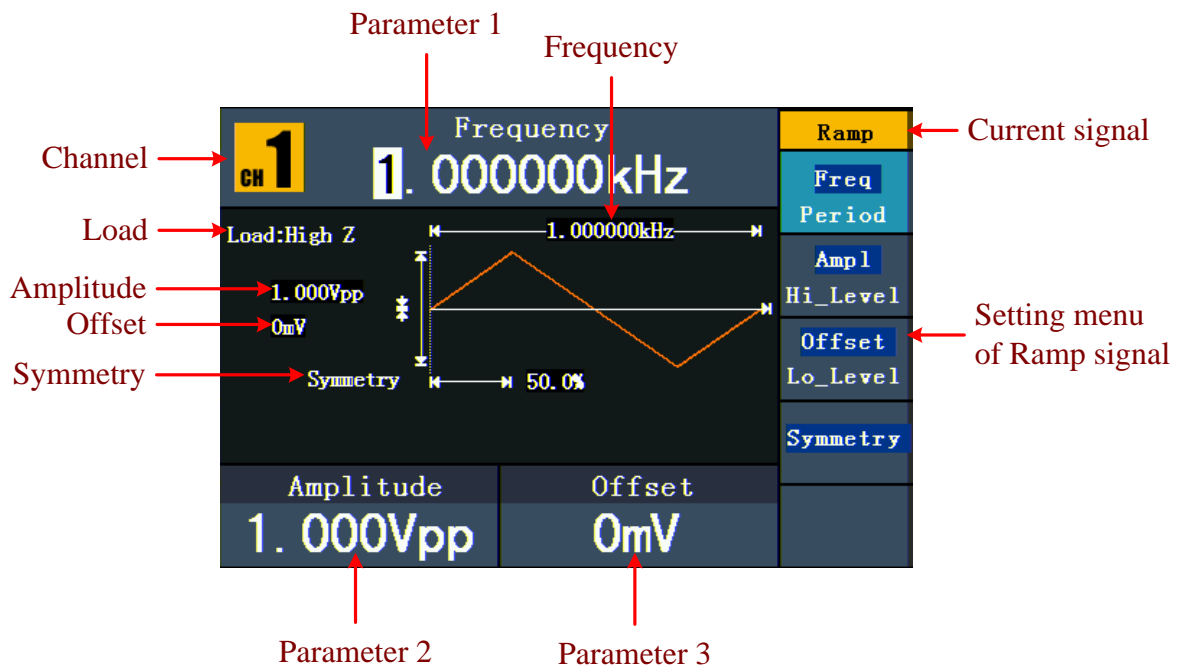 Parameter 1
Frequency
Channel
CH 1
Frequency
1.000000kHz
Ramp
Current signal
Freq
Period
Load
Load:High Z
1.000000kHz
Ampl
Hi_Level
Amplitude
1.000Vpp
Offset
0mV
Offset
Lo_Level
Setting menu
of Ramp signal
Symmetry
Symmetry
50.0%
Symmetry
Amplitude
1.000Vpp
Offset
0mV
Parameter 2
Parameter 3